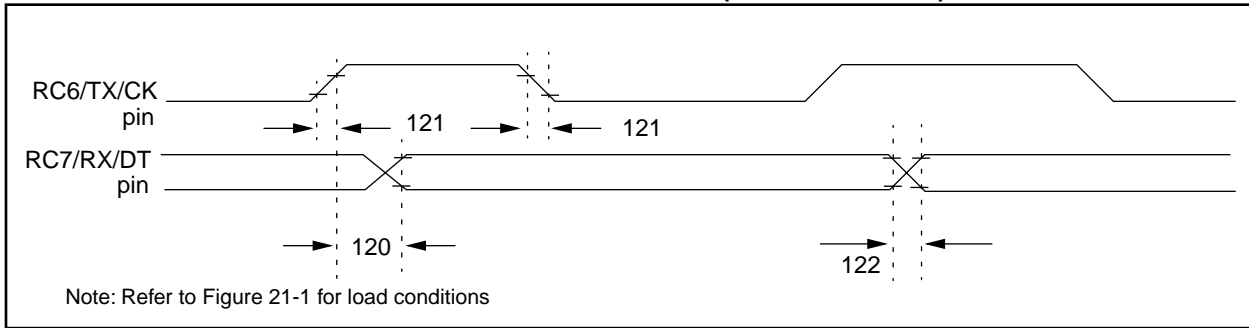 RC6/TX/CK
pin
121
121
RC7/RX/DT
pin
120
122
Note: Refer to Figure 21-1 for load conditions